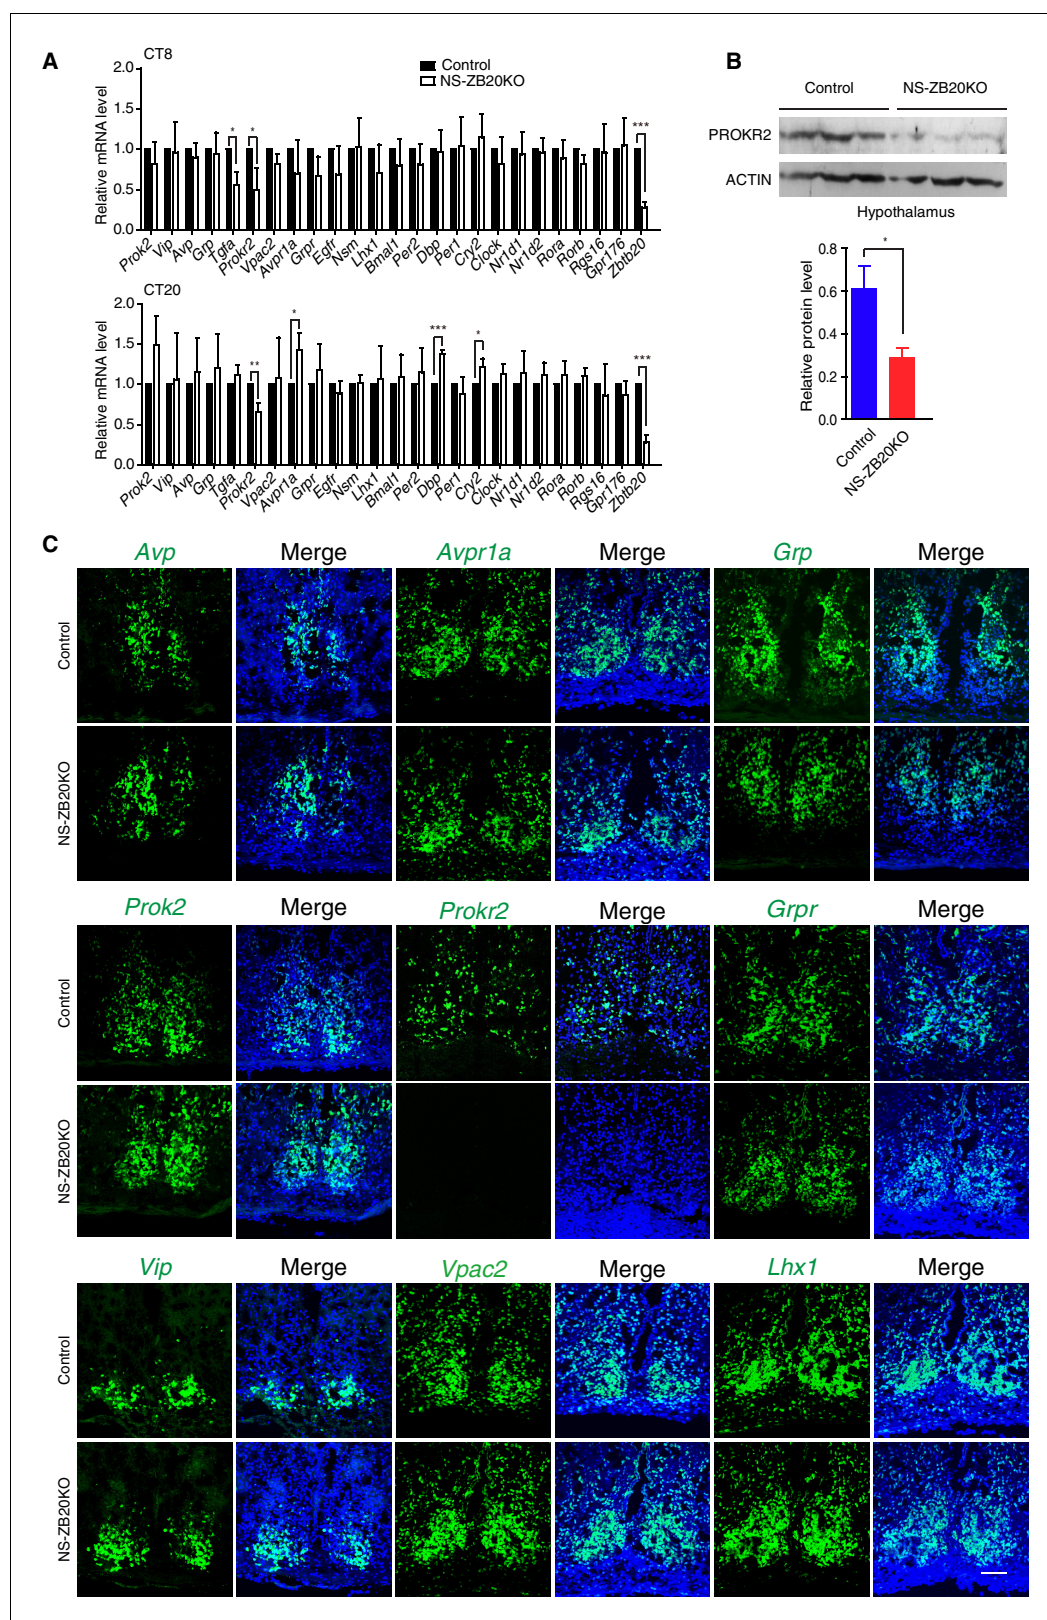 A
CT8
Control
NS-ZB20KO
Relative mRNA level
2.0
1.5
1.0
0.5
0.0
* * ***
Prok2 Vip Avp Grp Tgfa Prokr2 Vpac2 Avpr1a Grpr Egfr Nsm Lhx1 Bmal1 Per2 Dbp Per1 Cry2 Clock Nr1d1 Nr1d2 Rora Rorb Rgs16 Gpr176 Zbtb20
CT20
Relative mRNA level
2.0
1.5
1.0
0.5
0.0
** * *** * ***
Prok2 Vip Avp Grp Tgfa Prokr2 Vpac2 Avpr1a Grpr Egfr Nsm Lhx1 Bmal1 Per2 Dbp Per1 Cry2 Clock Nr1d1 Nr1d2 Rora Rorb Rgs16 Gpr176 Zbtb20
B
Control NS-ZB20KO
PROKR2
ACTIN
Hypothalamus
Relative protein level
0.8
0.6
0.4
0.2
0.0
*
Control NS-ZB20KO
C
Avp Merge Avpr1a Merge Grp Merge
Control
NS-ZB20KO
Prok2 Merge Prokr2 Merge Grpr Merge
Control
NS-ZB20KO
Vip Merge Vpac2 Merge Lhx1 Merge
Control
NS-ZB20KO